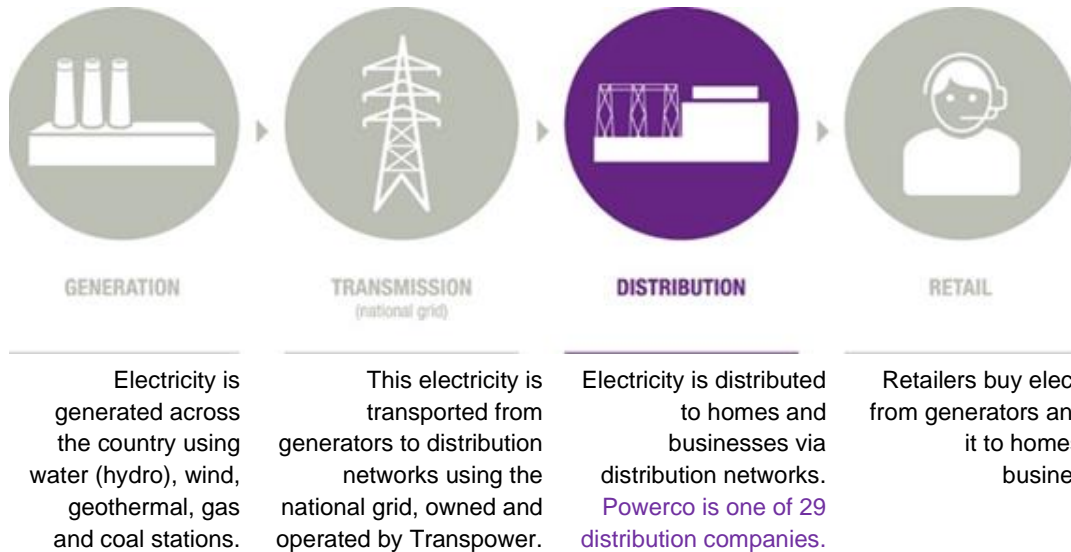 GENERATION
TRANSMISSION
(national grid)
DISTRIBUTION
RETAIL
Electricity is
generated across
the country using
water (hydro), wind,
geothermal, gas
and coal stations.
This electricity is
transported from
generators to distribution
networks using the
national grid, owned and
operated by Transpower.
Electricity is distributed
to homes and
businesses via
distribution networks.
Powerco is one of 29
distribution companies.
Retailers buy
from generators
it to